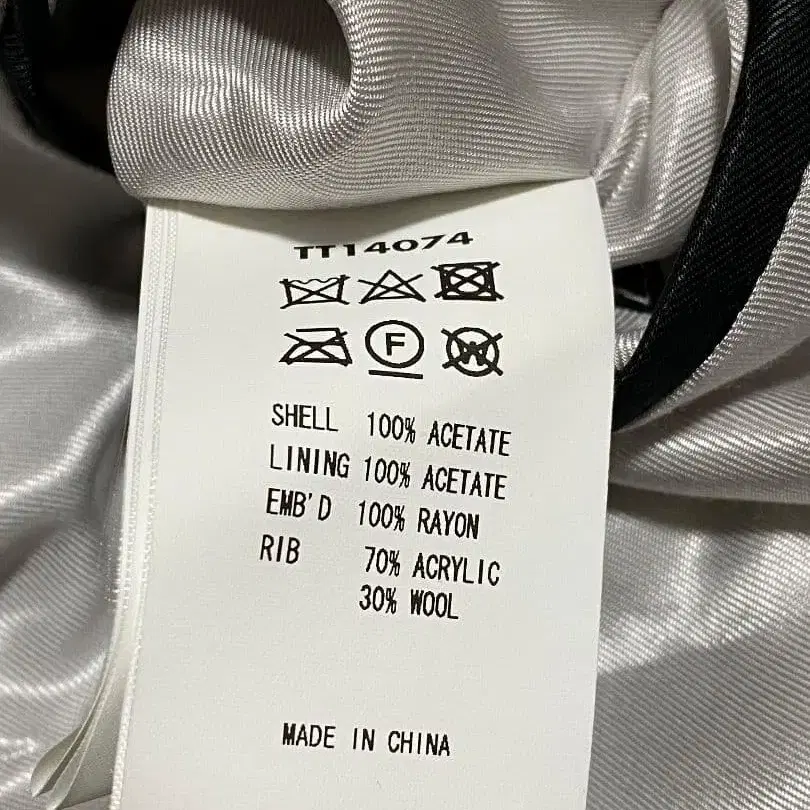 TT14074
F W
SHELL 100% ACETATE
LINING 100% ACETATE
EMB'D 100% RAYON
RIB 70% ACRYLIC
30% WOOL
MADE IN CHINA